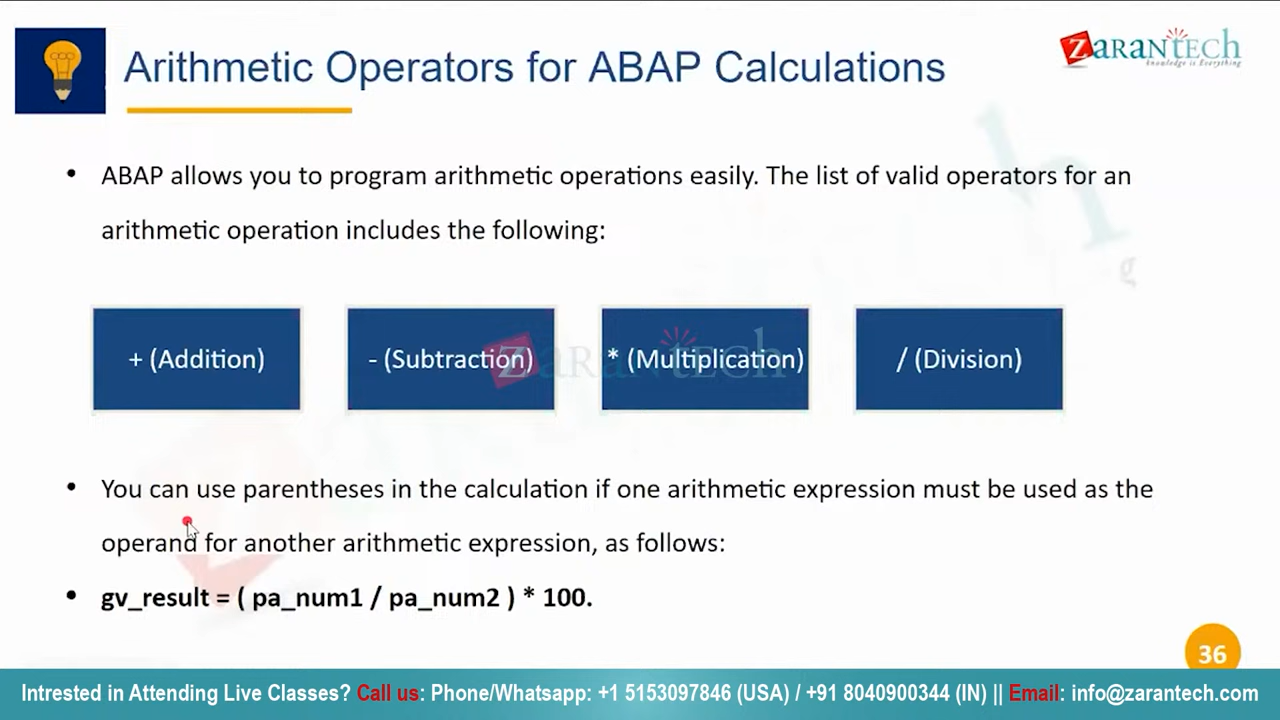 Arithmetic Operators for ABAP Calculations
ZARANTECH
knowledge is Everything
• ABAP allows you to program arithmetic operations easily. The list of valid operators for an
arithmetic operation includes the following:
+ (Addition)
- (Subtraction)
* (Multiplication)
/ (Division)
ZARANTECH
• You can use parentheses in the calculation if one arithmetic expression must be used as the
operand for another arithmetic expression, as follows:
• gv_result = ( pa_num1 / pa_num2 ) * 100.
36
Intrested in Attending Live Classes? Call us: Phone/Whatsapp: +1 5153097846 (USA) / +91 8040900344 (IN) || Email: info@zarantech.com